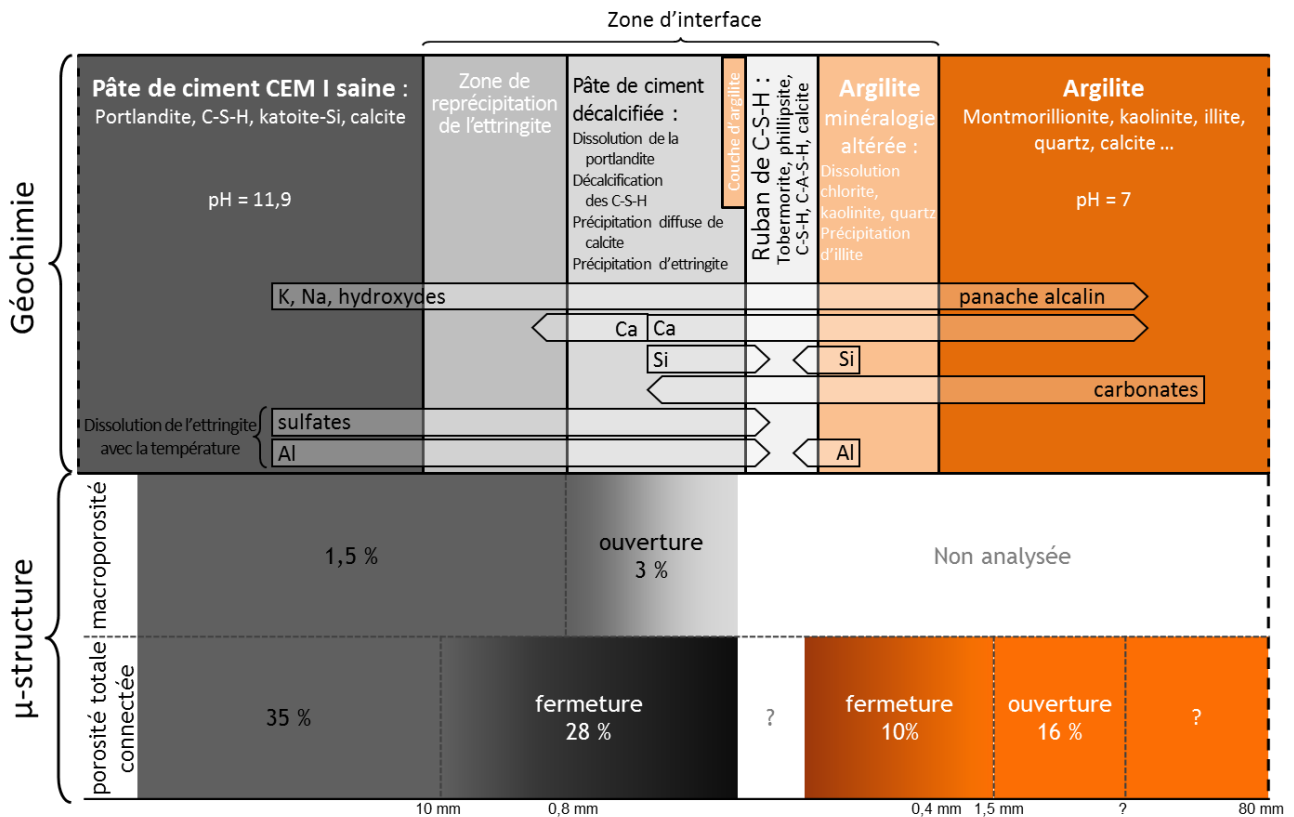 Zone d'interface
Géochimie
Pâte de ciment CEM I saine :
Portlandite, C-S-H, katoite-Si, calcite
pH = 11,9
Zone de
reprécipitation
de l'ettringite
Pâte de ciment
décalcifiée :
Dissolution de la
portlandite
Décalcification
des C-S-H
Précipitation diffuse de
calcite
Précipitation d'ettringite
Couche d'argilite
Ruban de C-S-H :
Tobermorite, phillipsite,
C-S-H, C-A-S-H, calcite
Argilite
minéralogie
altérée :
Dissolution
chlorite,
kaolinite, quartz
Précipitation
d'illite
Argilite
Montmorillionite, kaolinite, illite,
quartz, calcite ...
pH = 7
K, Na, hydroxydes
panache alcalin
Ca
Ca
Si
Si
carbonates
Dissolution de l'ettringite
avec la température
sulfates
Al
Al
µ-structure
macroporosité
1,5 %
ouverture
3 %
Non analysée
porosité totale
connectée
35 %
fermeture
28 %
?
fermeture
10%
ouverture
16 %
?
10 mm
0,8 mm
0,4 mm
1,5 mm
?
80 mm